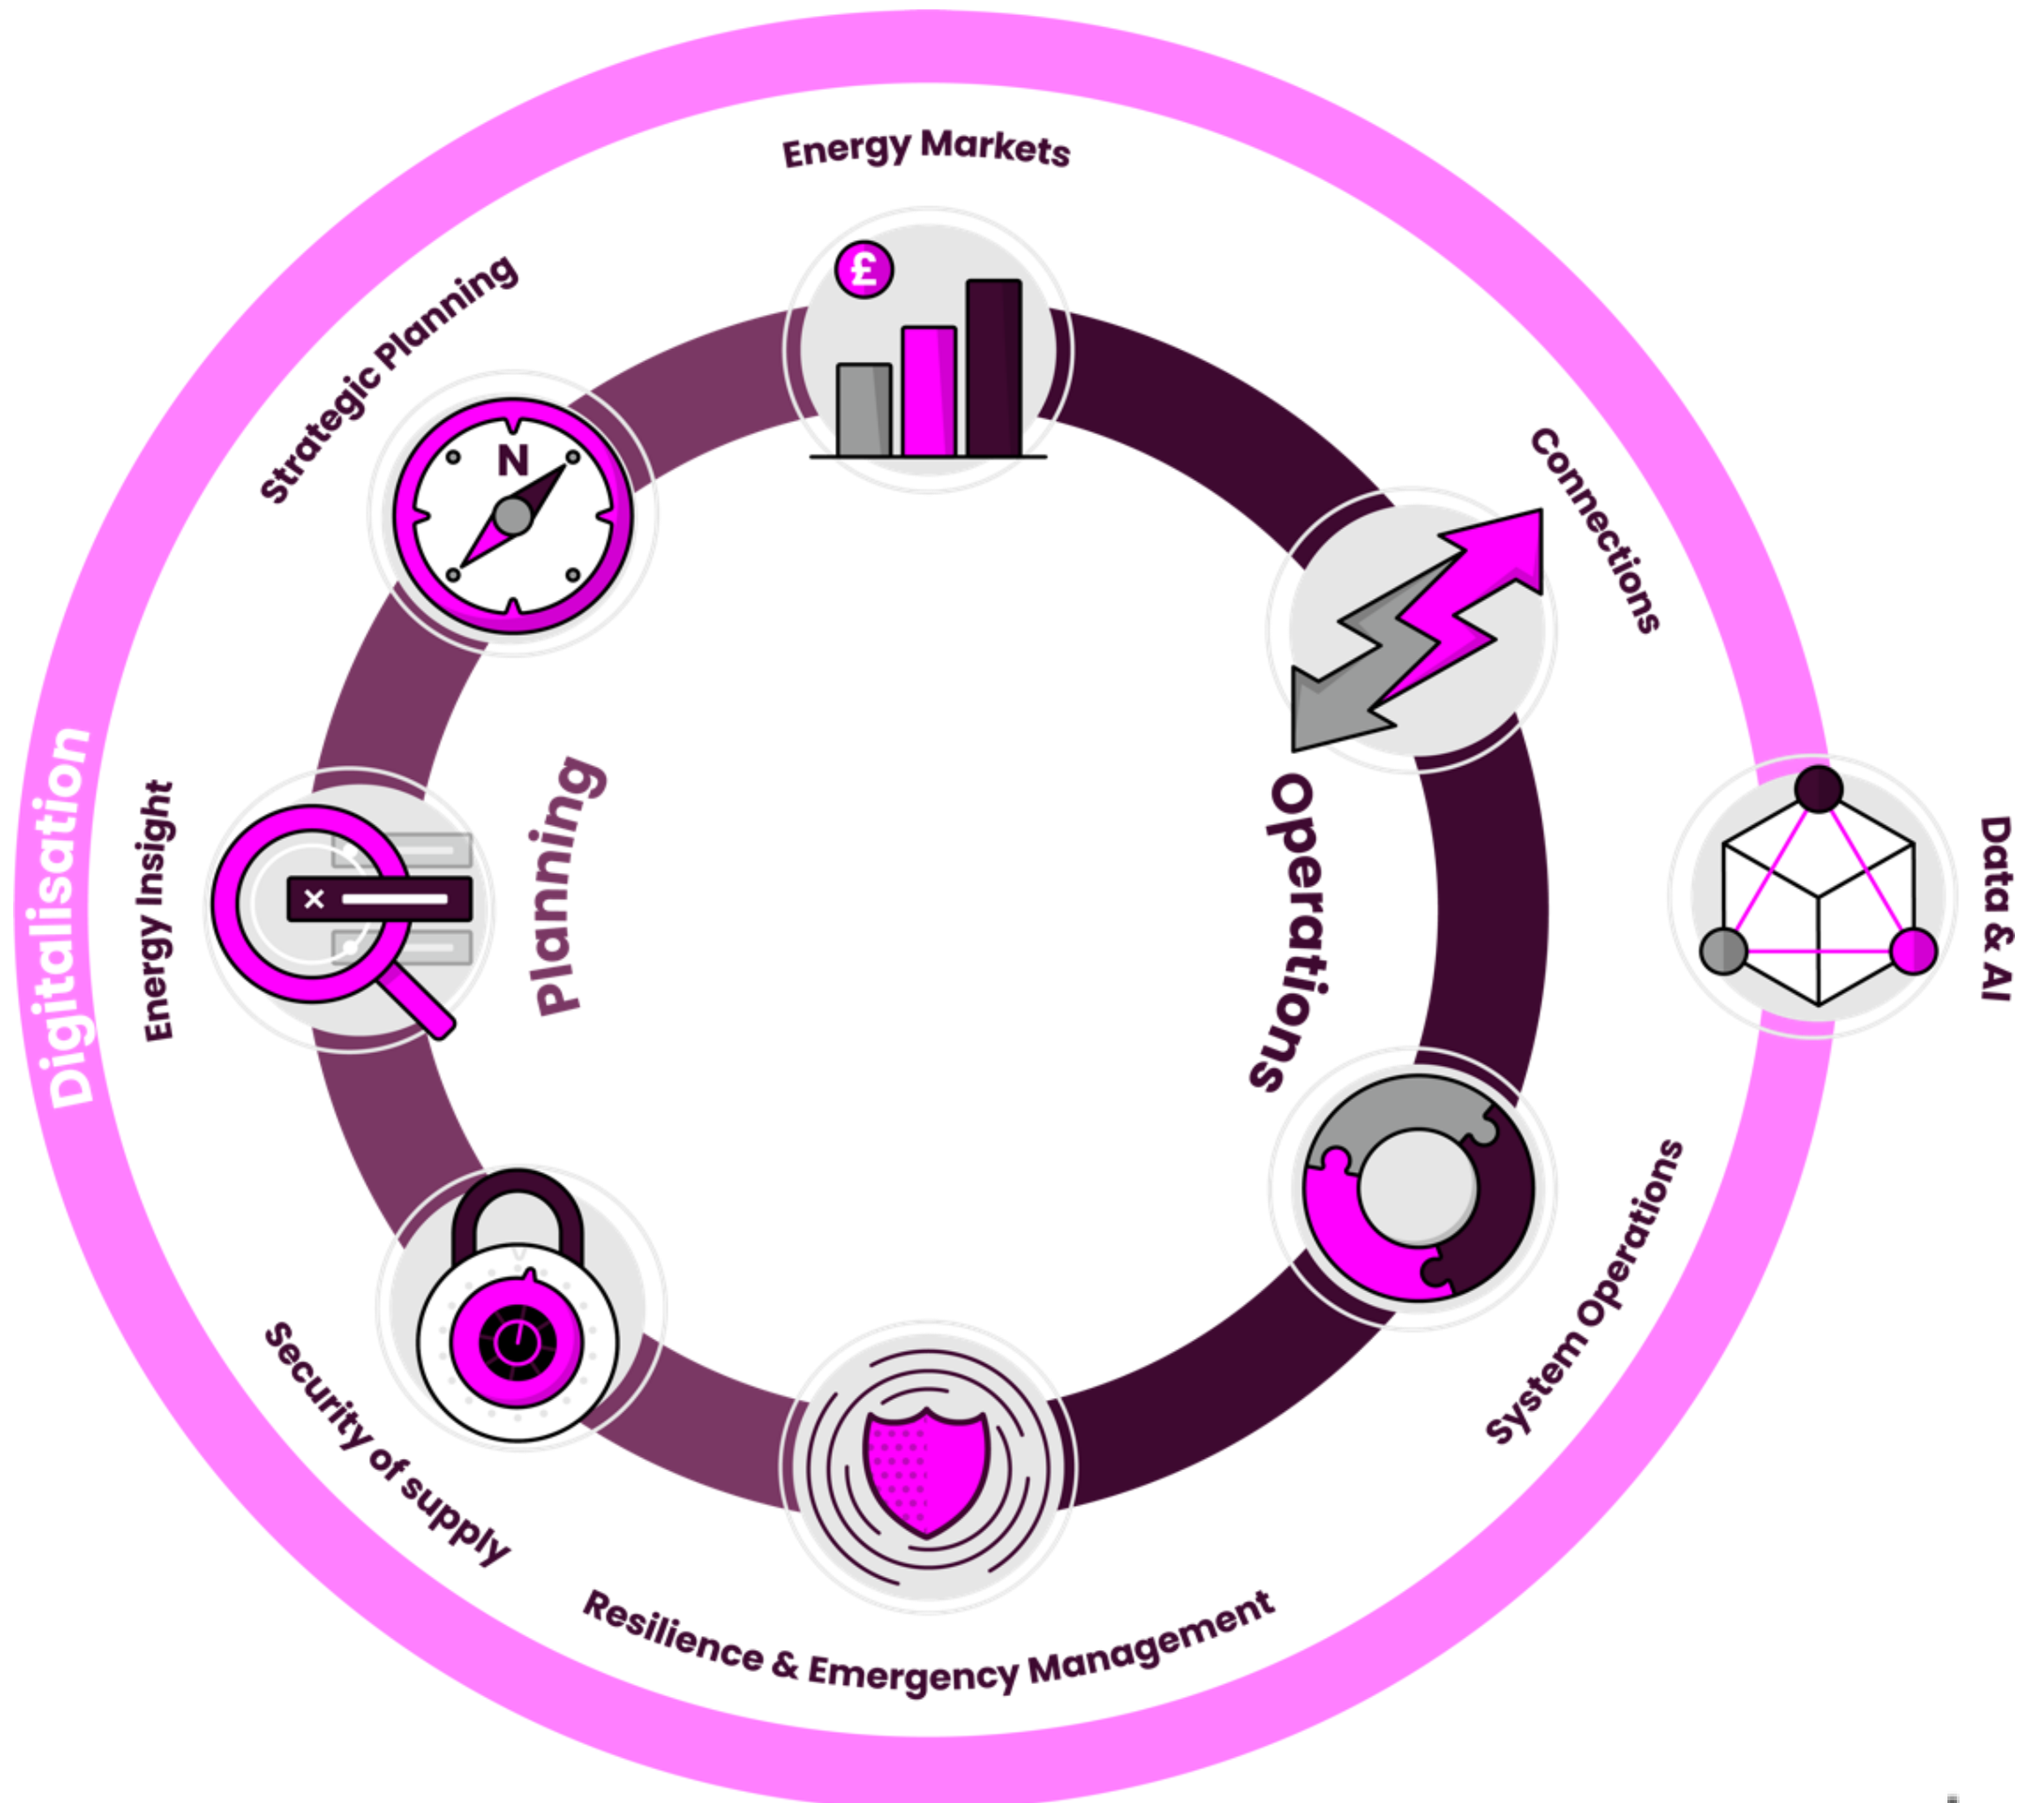 Energy Markets
£
Strategic Planning
N
Connections
Digitalisation
Energy Insight
Planning
Operations
Data & AI
System Operations
Security of supply
Resilience & Emergency Management